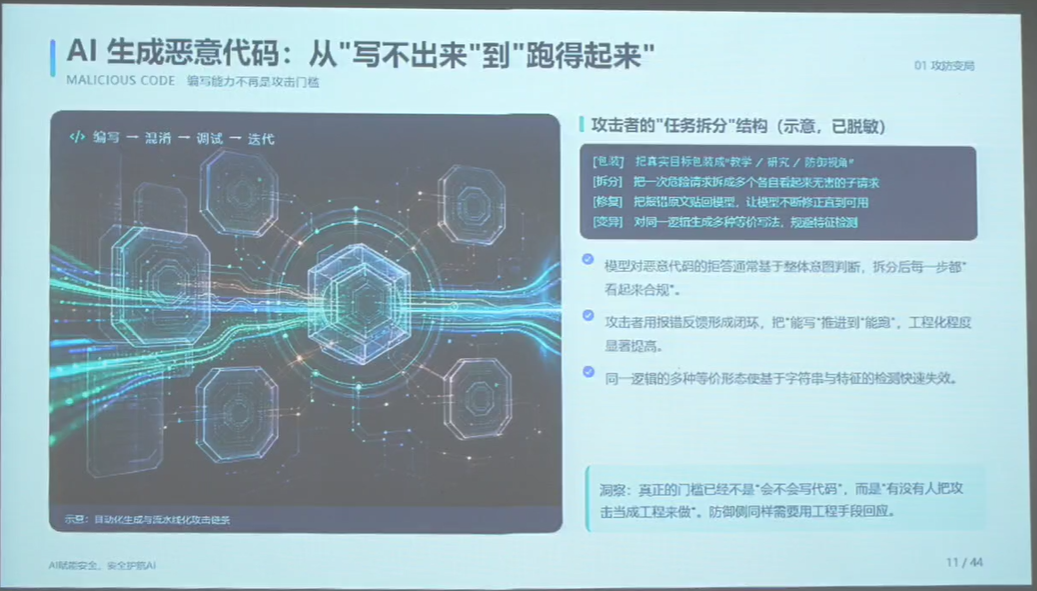 AI 生成恶意代码：从"写不出来"到"跑得起来"
MALICIOUS CODE 编写能力不再是攻击门槛
01 攻防变局
</> 编写 → 混淆 → 调试 → 迭代
示意：自动化生成与流水线化攻击链条
攻击者的"任务拆分"结构（示意，已脱敏）
[包装] 把真实目标包装成"教学 / 研究 / 防御视角"
[拆分] 把一次危险请求拆成多个各自看起来无害的子请求
[修复] 把报错原文贴回模型，让模型不断修正直到可用
[变异] 对同一逻辑生成多种等价写法，规避特征检测
模型对恶意代码的拒答通常基于整体意图判断，拆分后每一步都"
看起来合规"。
攻击者用报错反馈形成闭环，把"能写"推进到"能跑"，工程化程度
显著提高。
同一逻辑的多种等价形态使基于字符串与特征的检测快速失效。
洞察：真正的门槛已经不是"会不会写代码"，而是"有没有人把攻
击当成工程来做"。防御侧同样需要用工程手段回应。
AI赋能安全，安全护航AI
11 / 44